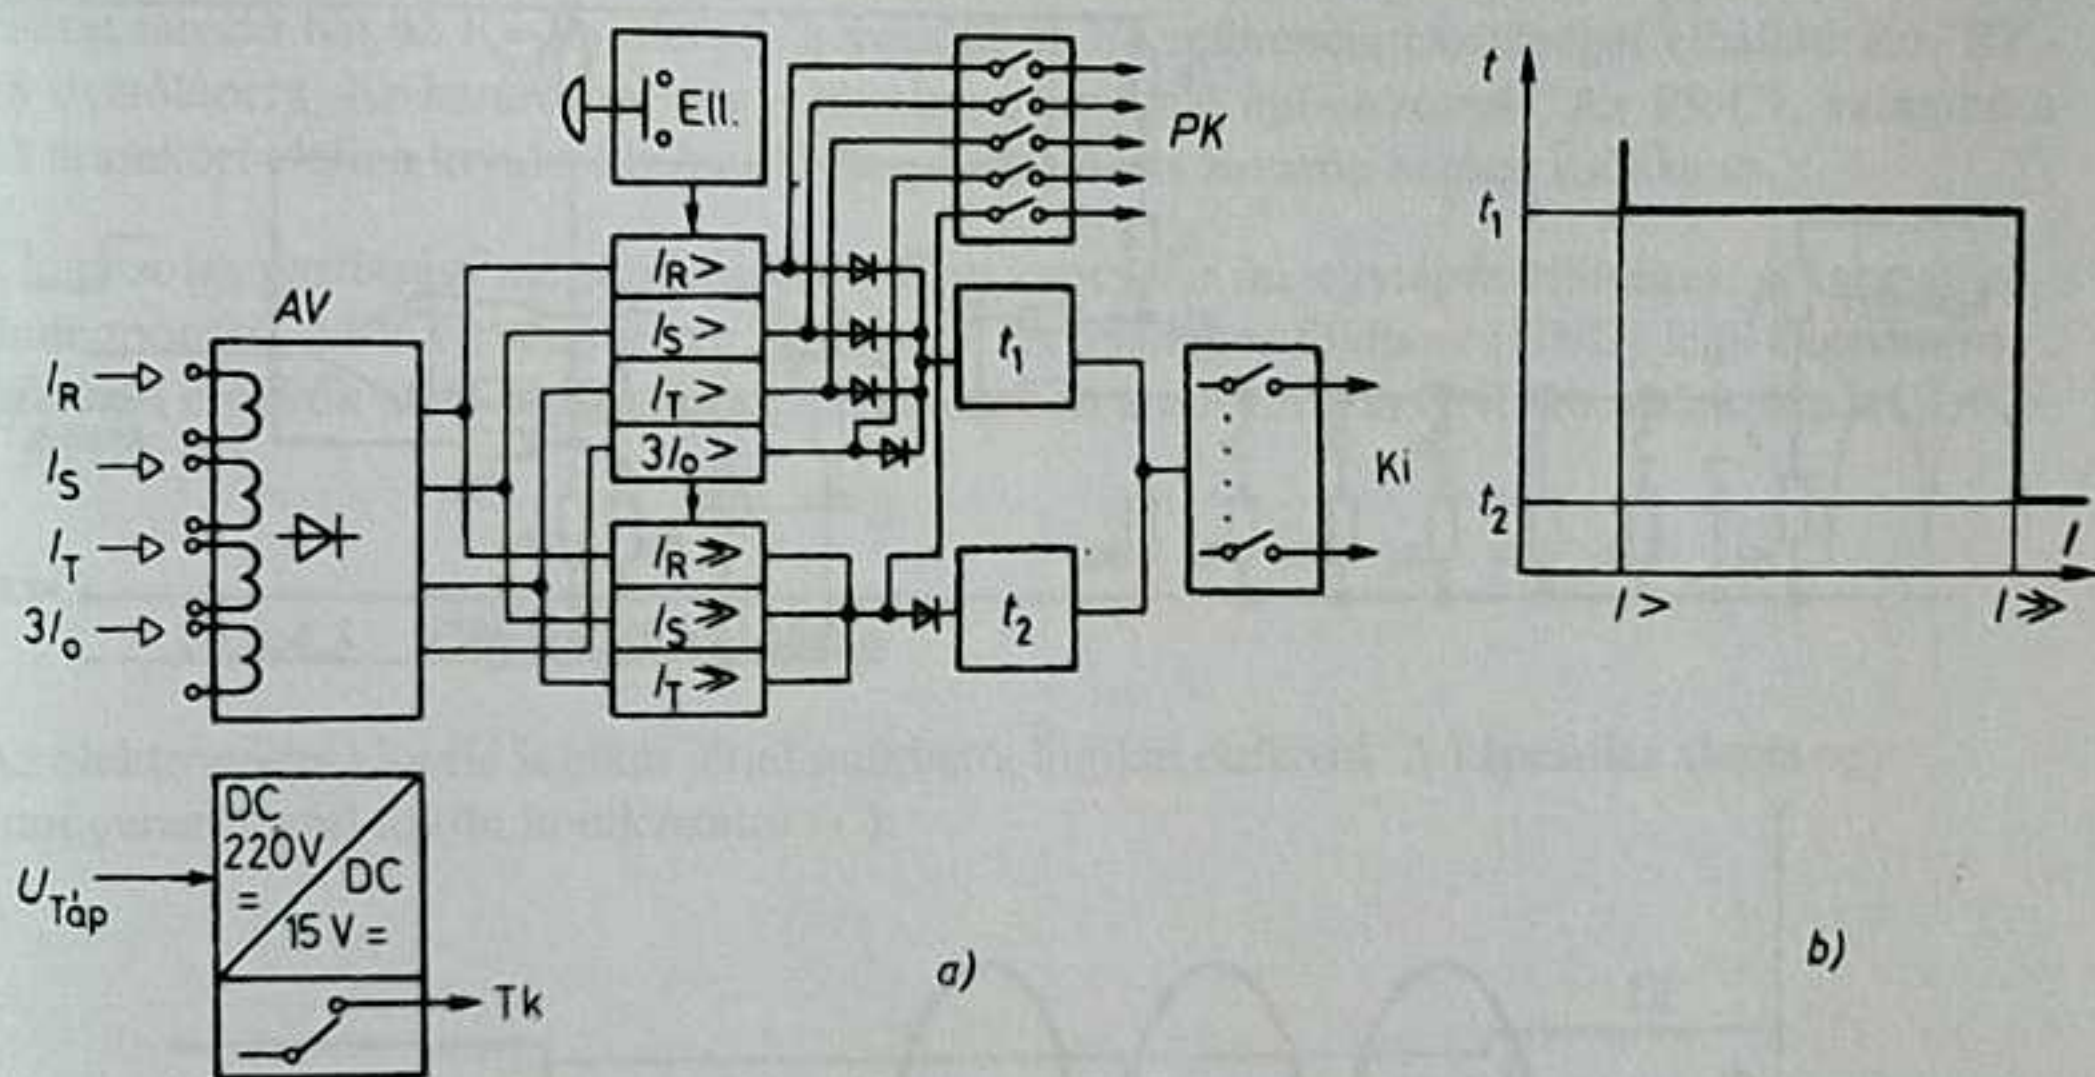 Ell.
PK
AV
I_R
I_S
I_T
3I_0
I_R >
I_S >
I_T >
3I_0 >
I_R ≫
I_S ≫
I_T ≫
t_1
t_2
Ki
U_Táp
DC
220V
=
DC
15 V =
Tk
a)
t
t_1
t_2
I
I >
I ≫
b)